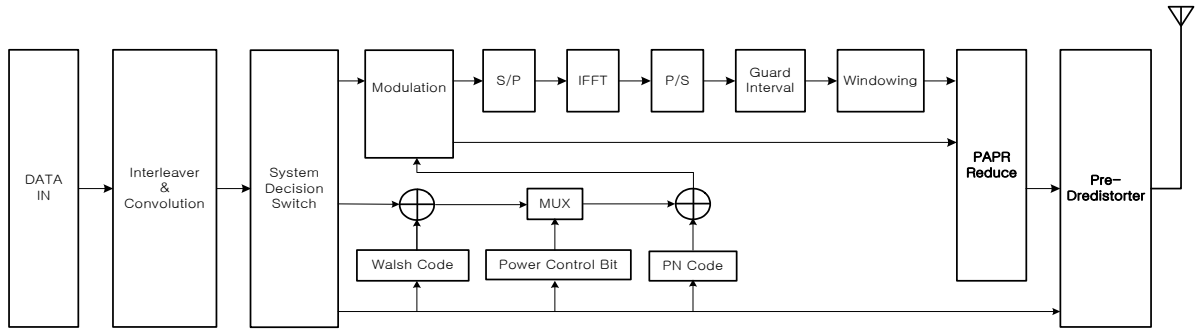 DATA
IN
Interleaver
&
Convolution
System
Decision
Switch
Modulation
S/P
IFFT
P/S
Guard
Interval
Windowing
MUX
Walsh Code
Power Control Bit
PN Code
PAPR
Reduce
Pre-
Dredistorter